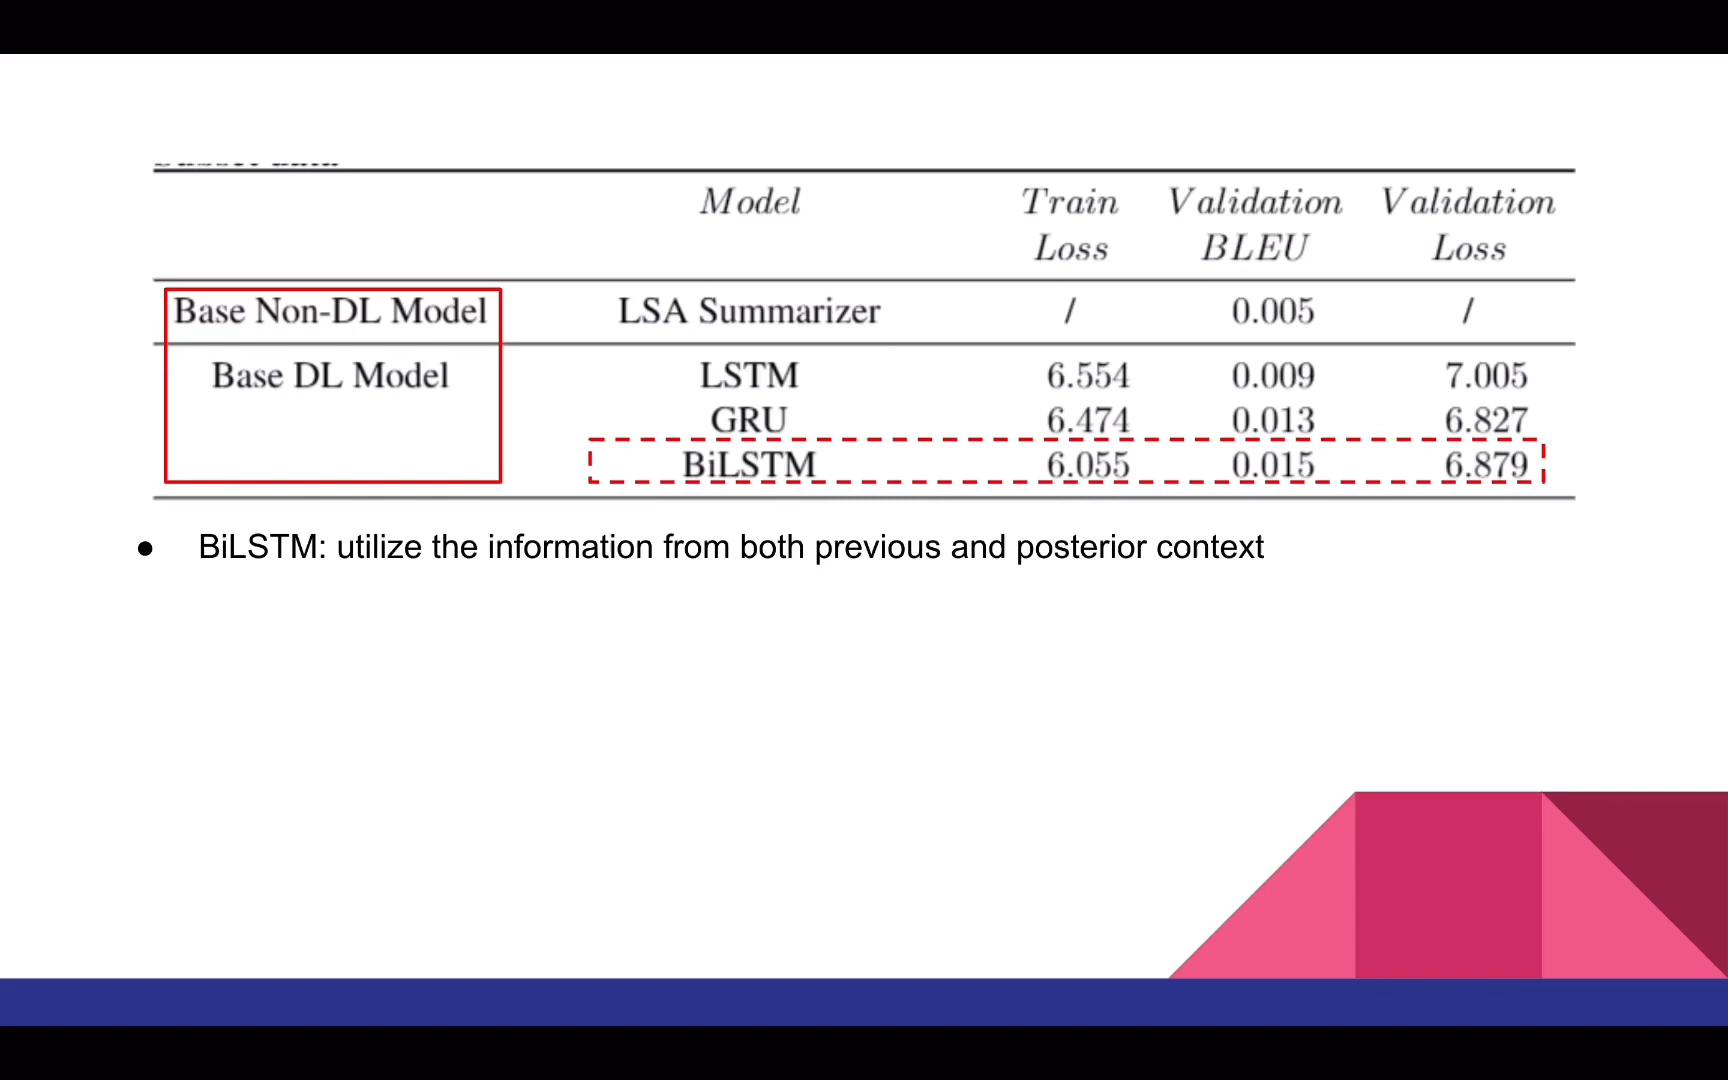 Model Train Validation Validation
Loss BLEU Loss
Base Non-DL Model LSA Summarizer / 0.005 /
Base DL Model LSTM 6.554 0.009 7.005
GRU 6.474 0.013 6.827
BiLSTM 6.055 0.015 6.879
● BiLSTM: utilize the information from both previous and posterior context